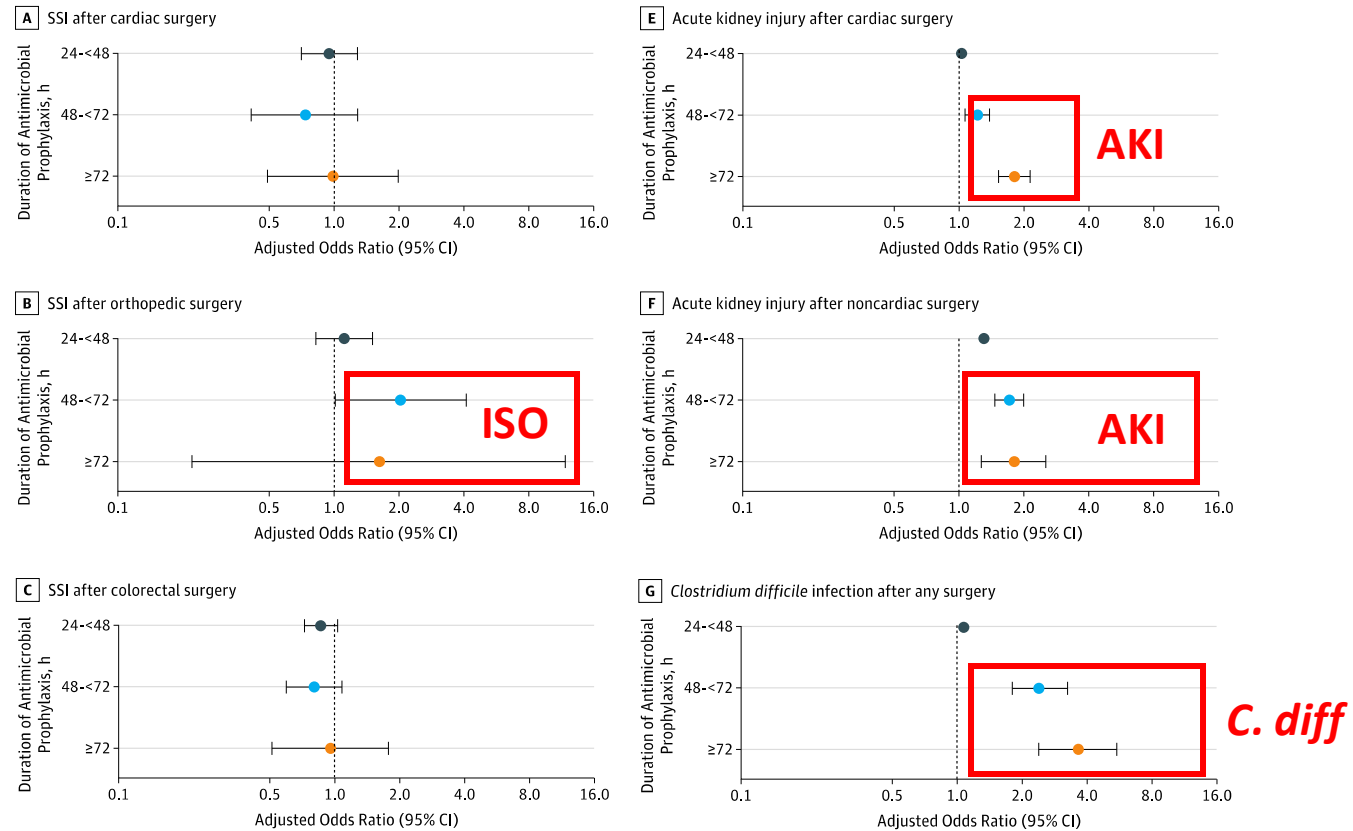 A SSI after cardiac surgery
Duration of Antimicrobial
Prophylaxis, h
24-<48
48-<72
≥72
0.1 0.5 1.0 2.0 4.0 8.0 16.0
Adjusted Odds Ratio (95% CI)
B SSI after orthopedic surgery
Duration of Antimicrobial
Prophylaxis, h
24-<48
48-<72
≥72
ISO
0.1 0.5 1.0 2.0 4.0 8.0 16.0
Adjusted Odds Ratio (95% CI)
C SSI after colorectal surgery
Duration of Antimicrobial
Prophylaxis, h
24-<48
48-<72
≥72
0.1 0.5 1.0 2.0 4.0 8.0 16.0
Adjusted Odds Ratio (95% CI)
E Acute kidney injury after cardiac surgery
Duration of Antimicrobial
Prophylaxis, h
24-<48
48-<72
≥72
AKI
0.1 0.5 1.0 2.0 4.0 8.0 16.0
Adjusted Odds Ratio (95% CI)
F Acute kidney injury after noncardiac surgery
Duration of Antimicrobial
Prophylaxis, h
24-<48
48-<72
≥72
AKI
0.1 0.5 1.0 2.0 4.0 8.0 16.0
Adjusted Odds Ratio (95% CI)
G Clostridium difficile infection after any surgery
Duration of Antimicrobial
Prophylaxis, h
24-<48
48-<72
≥72
C. diff
0.1 0.5 1.0 2.0 4.0 8.0 16.0
Adjusted Odds Ratio (95% CI)